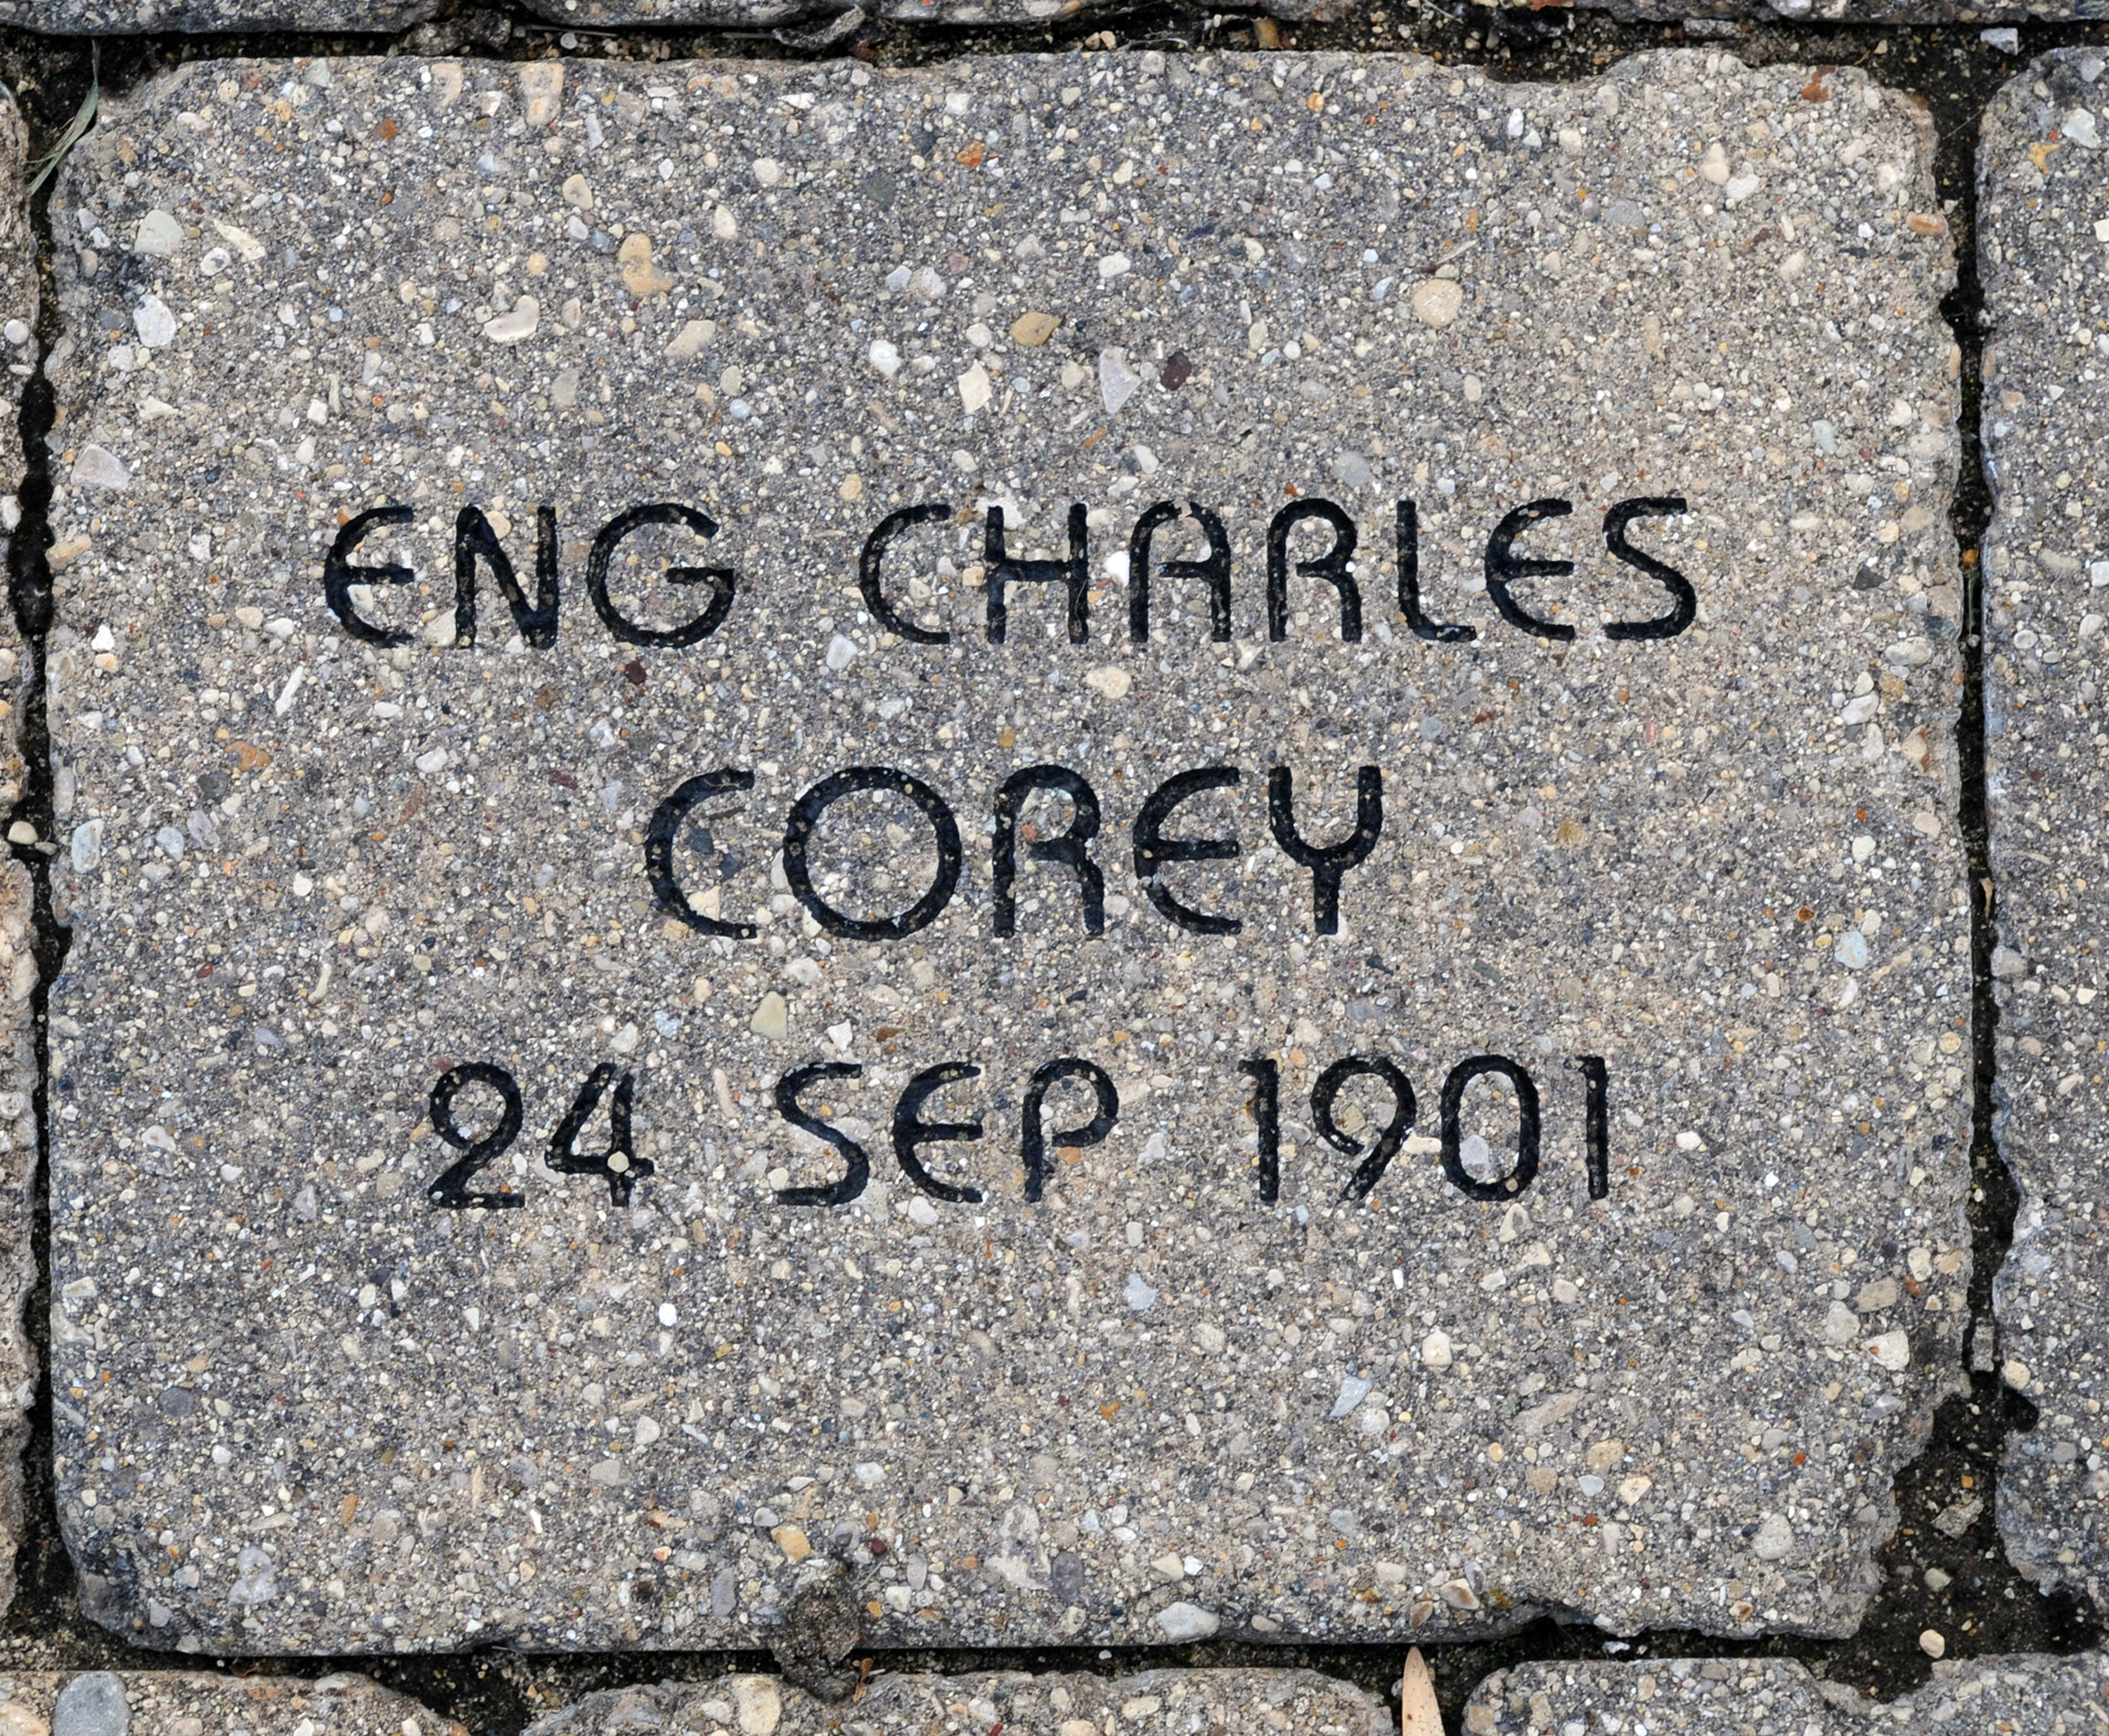 ENG CHARLES
COREY
24 SEP 1901